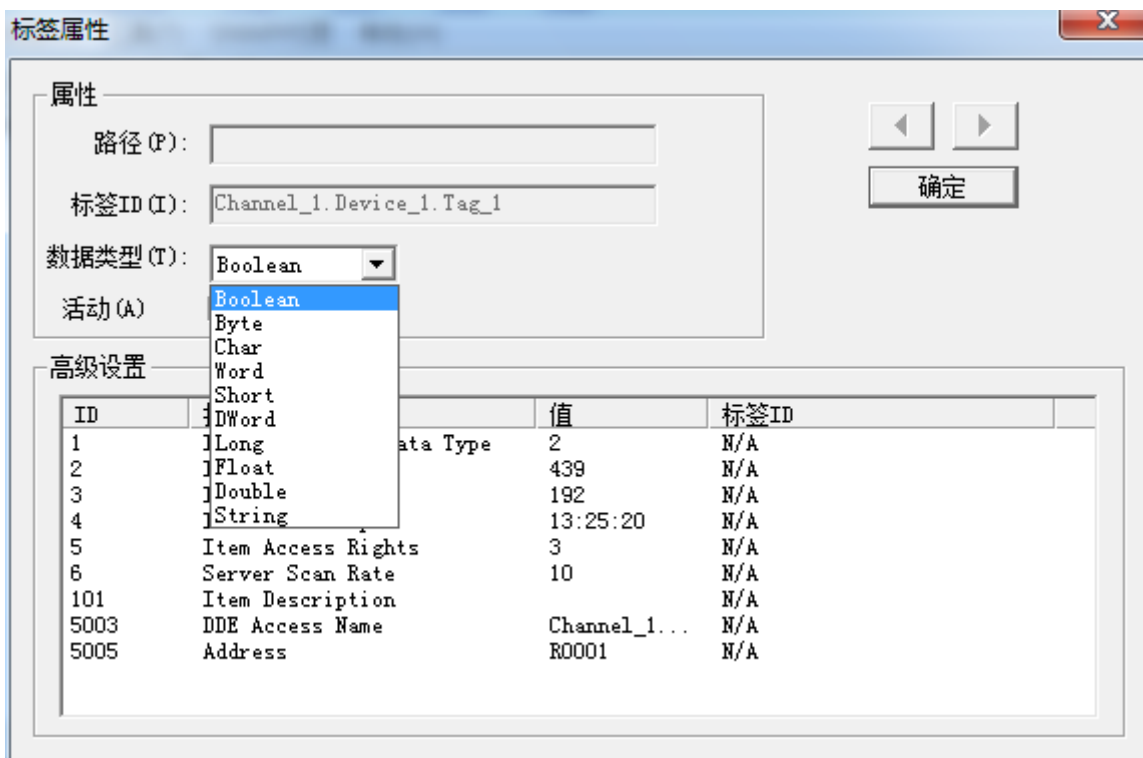 标签属性
属性
路径(P):
标签ID(I): Channel_1.Device_1.Tag_1
确定
数据类型(T): Boolean
活动(A)
Boolean
Byte
Char
Word
Short
DWord
Long
Float
Double
String
高级设置
ID 值 标签ID
1 ata Type 2 N/A
2 439 N/A
3 192 N/A
4 13:25:20 N/A
5 Item Access Rights 3 N/A
6 Server Scan Rate 10 N/A
101 Item Description N/A
5003 DDE Access Name Channel_1... N/A
5005 Address R0001 N/A